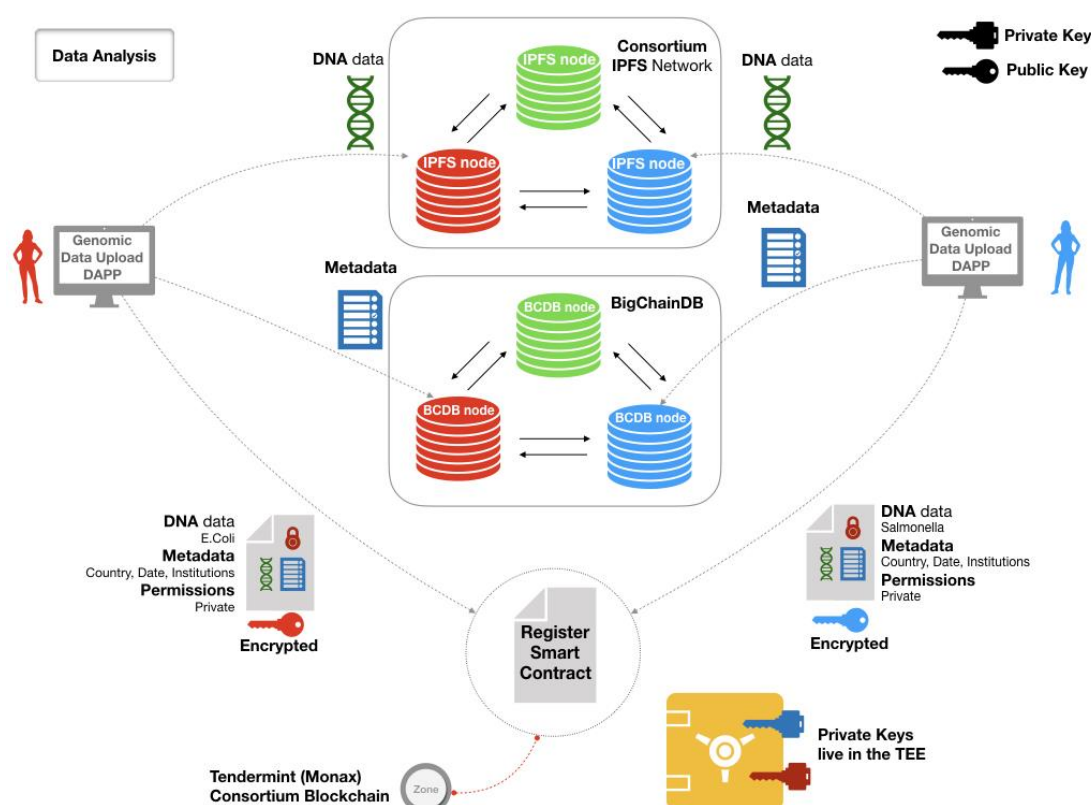 Data Analysis
DNA data
IPFS node
Consortium
IPFS Network
DNA data
Private Key
Public Key
IPFS node
IPFS node
Genomic
Data Upload
DAPP
Metadata
Metadata
Genomic
Data Upload
DAPP
BCDB node
BigChainDB
BCDB node
BCDB node
DNA data
E.Coli
Metadata
Country, Date, Institutions
Permissions
Private
Encrypted
DNA data
Salmonella
Metadata
Country, Date, Institutions
Permissions
Private
Encrypted
Register
Smart
Contract
Private Keys
live in the TEE
Tendermint (Monax)
Consortium Blockchain
Zone